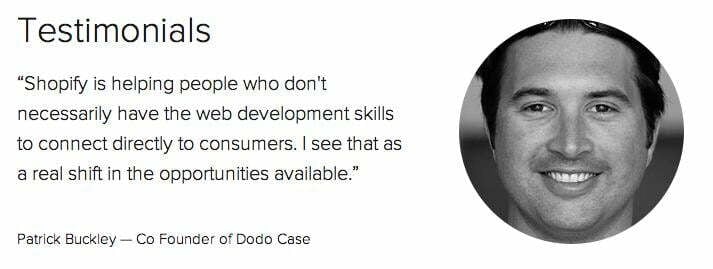 Testimonials
“Shopify is helping people who don't
necessarily have the web development skills
to connect directly to consumers. I see that as
a real shift in the opportunities available.”
Patrick Buckley — Co Founder of Dodo Case